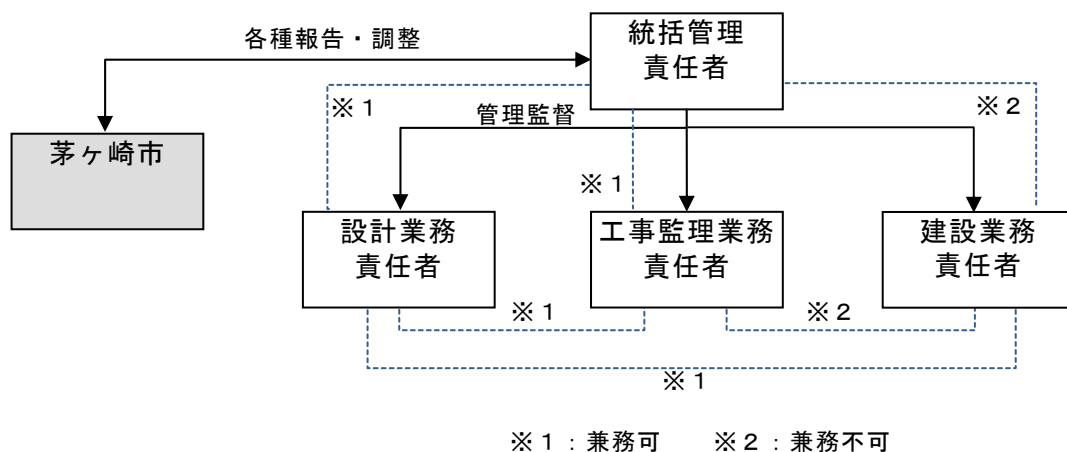 各種報告・調整
統括管理
責任者
※1
※2
管理監督
茅ヶ崎市
※1
設計業務
責任者
工事監理業務
責任者
建設業務
責任者
※1
※2
※1
※1：兼務可　※2：兼務不可